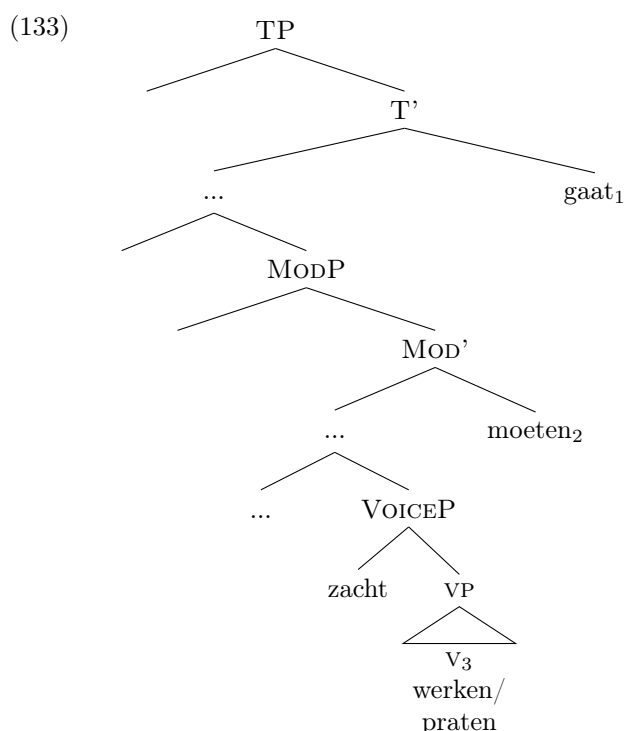 (133)
TP
T’
...
gaat₁
MODP
MOD’
...
moeten₂
...
VOICEP
zacht
VP
V₃
werken/
praten